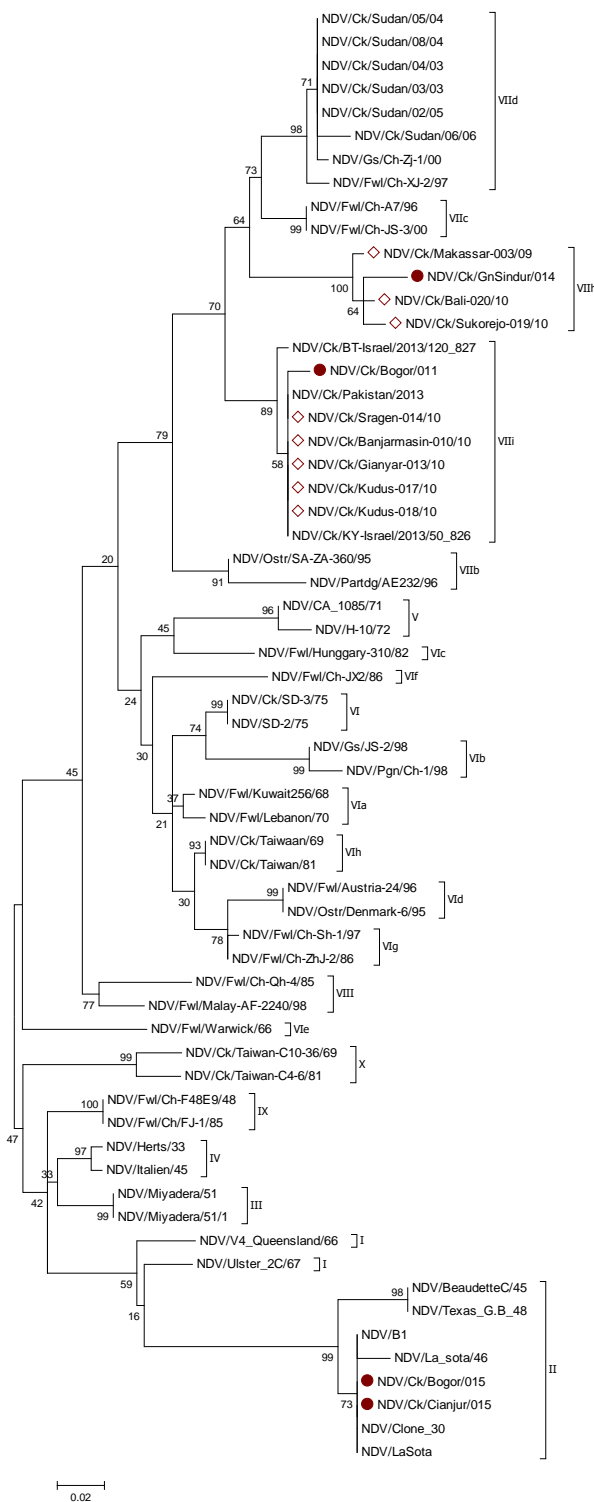 NDV/Ck/Sudan/05/04
NDV/Ck/Sudan/08/04
NDV/Ck/Sudan/04/03
71
NDV/Ck/Sudan/03/03
VIId
NDV/Ck/Sudan/02/05
98
NDV/Ck/Sudan/06/06
NDV/Gs/Ch-Zj-1/00
73
NDV/Fwl/Ch-XJ-2/97
NDV/Fwl/Ch-A7/96
VIIc
64
99
NDV/Fwl/Ch-JS-3/00
NDV/Ck/Makassar-003/09
NDV/Ck/GnSindur/014
VIIh
100
NDV/Ck/Bali-020/10
70
64
NDV/Ck/Sukorejo-019/10
NDV/Ck/BT-Israel/2013/120_827
NDV/Ck/Bogor/011
NDV/Ck/Pakistan/2013
89
NDV/Ck/Sragen-014/10
79
NDV/Ck/Banjarmasin-010/10
VIIi
58
NDV/Ck/Gianyar-013/10
NDV/Ck/Kudus-017/10
NDV/Ck/Kudus-018/10
NDV/Ck/KY-Israel/2013/50_826
20
NDV/Ostr/SA-ZA-360/95
VIIb
91
NDV/Partdg/AE232/96
96
NDV/CA_1085/71
V
45
NDV/H-10/72
NDV/Fwl/Hunggary-310/82
VIc
NDV/Fwl/Ch-JX2/86
VIf
24
99
NDV/Ck/SD-3/75
VI
74
NDV/SD-2/75
30
NDV/Gs/JS-2/98
VIb
45
99
NDV/Pgn/Ch-1/98
37
NDV/Fwl/Kuwait256/68
VIa
21
NDV/Fwl/Lebanon/70
93
NDV/Ck/Taiwaan/69
VIh
NDV/Ck/Taiwan/81
30
99
NDV/Fwl/Austria-24/96
VId
NDV/Ostr/Denmark-6/95
78
NDV/Fwl/Ch-Sh-1/97
VIg
NDV/Fwl/Ch-ZhJ-2/86
NDV/Fwl/Ch-Qh-4/85
VIII
77
NDV/Fwl/Malay-AF-2240/98
NDV/Fwl/Warwick/66
VIe
99
NDV/Ck/Taiwan-C10-36/69
X
NDV/Ck/Taiwan-C4-6/81
100
NDV/Fwl/Ch-F48E9/48
IX
NDV/Fwl/Ch/FJ-1/85
47
97
NDV/Herts/33
IV
33
NDV/Italien/45
42
NDV/Miyadera/51
III
99
NDV/Miyadera/51/1
NDV/V4_Queensland/66
I
59
NDV/Ulster_2C/67
I
16
98
NDV/BeaudetteC/45
NDV/Texas_G.B_48
NDV/B1
99
NDV/La_sota/46
II
NDV/Ck/Bogor/015
73
NDV/Ck/Cianjur/015
NDV/Clone_30
NDV/LaSota
0.02